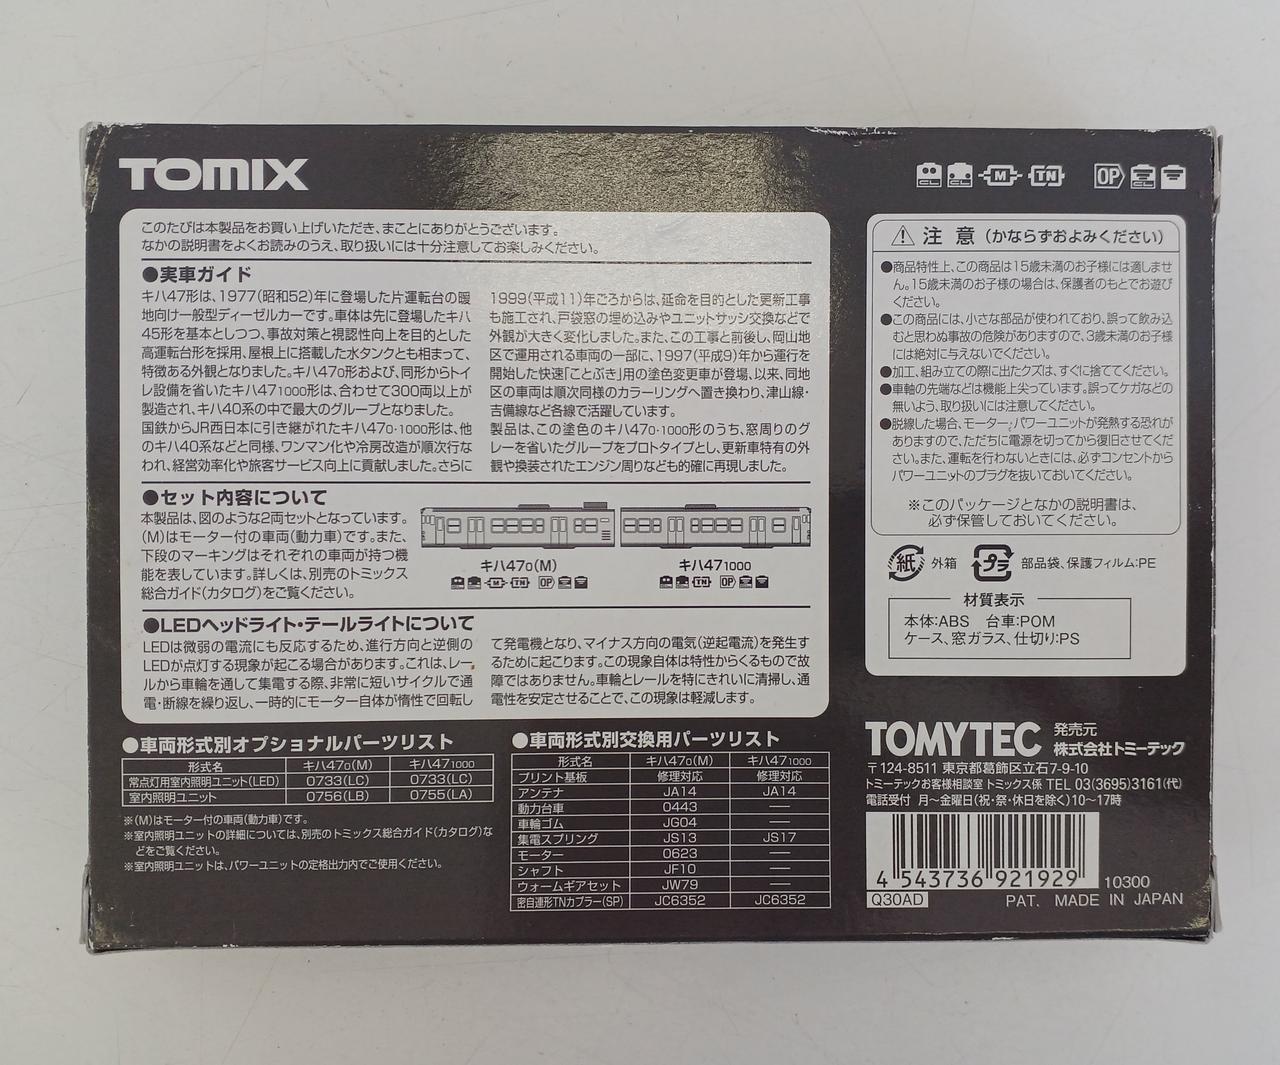 TOMIX
CL CL M TN OP
このたびは本製品をお買い上げいただき、まことにありがとうございます。
なかの説明書をよくお読みのうえ、取り扱いには十分注意してお楽しみください。
●実車ガイド
キハ47形は、1977(昭和52)年に登場した片運転台の暖
地向け一般型ディーゼルカーです。車体は先に登場したキハ
45形を基本としつつ、事故対策と視認性向上を目的とした
高運転台形を採用、屋根上に搭載した水タンクとも相まって、
特徴ある外観となりました。キハ470形および、同形からトイ
レ設備を省いたキハ471000形は、合わせて300両以上が
製造され、キハ40系の中で最大のグループとなりました。
国鉄からJR西日本に引き継がれたキハ470・1000形は、他
のキハ40系などと同様、ワンマン化や冷房改造が順次行な
われ、経営効率化や旅客サービス向上に貢献しました。さらに
1999(平成11)年ごろからは、延命を目的とした更新工事
も施工され、戸袋窓の埋め込みやユニットサッシ交換などで
外観が大きく変化しました。また、この工事と前後し、岡山地
区で運用される車両の一部に、1997(平成9)年から運行を
開始した快速「ことぶき」用の塗色変更車が登場、以来、同地
区の車両は順次同様のカラーリングへ置き換わり、津山線・
吉備線など各線で活躍しています。
製品は、この塗色のキハ470・1000形のうち、窓周りのグ
レーを省いたグループをプロトタイプとし、更新車特有の外
観や換装されたエンジン周りなども的確に再現しました。
●セット内容について
本製品は、図のような2両セットとなっています。
(M)はモーター付の車両(動力車)です。また、
下段のマーキングはそれぞれの車両が持つ機
能を表しています。詳しくは、別売のトミックス
総合ガイド(カタログ)をご覧ください。
キハ470(M) キハ471000
M TN OP TN OP
●LEDヘッドライト・テールライトについて
LEDは微弱の電流にも反応するため、進行方向と逆側の
LEDが点灯する現象が起こる場合があります。これは、レー
ルから車輪を通して集電する際、非常に短いサイクルで通
電・断線を繰り返し、一時的にモーター自体が惰性で回転し
て発電機となり、マイナス方向の電気(逆起電流)を発生す
るために起こります。この現象自体は特性からくるもので故
障ではありません。車輪とレールを特にきれいに清掃し、通
電性を安定させることで、この現象は軽減します。
●車両形式別オプショナルパーツリスト
形式名 キハ470(M) キハ471000
常点灯用室内照明ユニット(LED) 0733(LC) 0733(LC)
室内照明ユニット 0756(LB) 0755(LA)
※(M)はモーター付の車両(動力車)です。
※室内照明ユニットの詳細については、別売のトミックス総合ガイド(カタログ)な
どをご覧ください。
※室内照明ユニットは、パワーユニットの定格出力内でご使用ください。
●車両形式別交換用パーツリスト
形式名 キハ470(M) キハ471000
プリント基板 修理対応 修理対応
アンテナ JA14 JA14
動力台車 0443 ―
車輪ゴム JG04 ―
集電スプリング JS13 JS17
モーター 0623 ―
シャフト JF10 ―
ウォームギアセット JW79 ―
密自連形TNカプラー(SP) JC6352 JC6352
⚠注 意(かならずおよみください)
●商品特性上、この商品は15歳未満のお子様には適しませ
ん。15歳未満のお子様の場合は、保護者のもとでお遊び
ください。
●この商品には、小さな部品が使われており、誤って飲み込
むと思わぬ事故の危険がありますので、3歳未満のお子様
には絶対に与えないでください。
●加工、組み立ての際に出たクズは、すぐに捨ててください。
●車軸の先端などは機能上尖っています。誤ってケガなどの
無いよう、取り扱いには注意してください。
●脱線した場合、モーター、パワーユニットが発熱する恐れが
ありますので、ただちに電源を切ってから復旧させてくだ
さい。また、運転を行わないときには、必ずコンセントから
パワーユニットのプラグを抜いておいてください。
※このパッケージとなかの説明書は、
必ず保管しておいてください。
紙 外箱 プラ 部品袋、保護フィルム:PE
材質表示
本体:ABS 台車:POM
ケース、窓ガラス、仕切り:PS
TOMYTEC 発売元
株式会社トミーテック
〒124-8511 東京都葛飾区立石7-9-10
トミーテックお客様相談室 トミックス係 TEL 03(3695)3161(代)
電話受付 月〜金曜日(祝・祭・休日を除く)10〜17時
4 543736 921929 10300
Q30AD PAT. MADE IN JAPAN